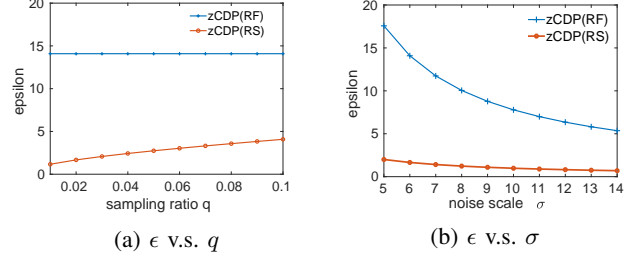 20
15
10
5
0
epsilon
zCDP(RF)
zCDP(RS)
0.02 0.04 0.06 0.08 0.1
sampling ratio q
(a) ϵ v.s. q
20
15
10
5
0
epsilon
zCDP(RF)
zCDP(RS)
5 6 7 8 9 10 11 12 13 14
noise scale σ
(b) ϵ v.s. σ